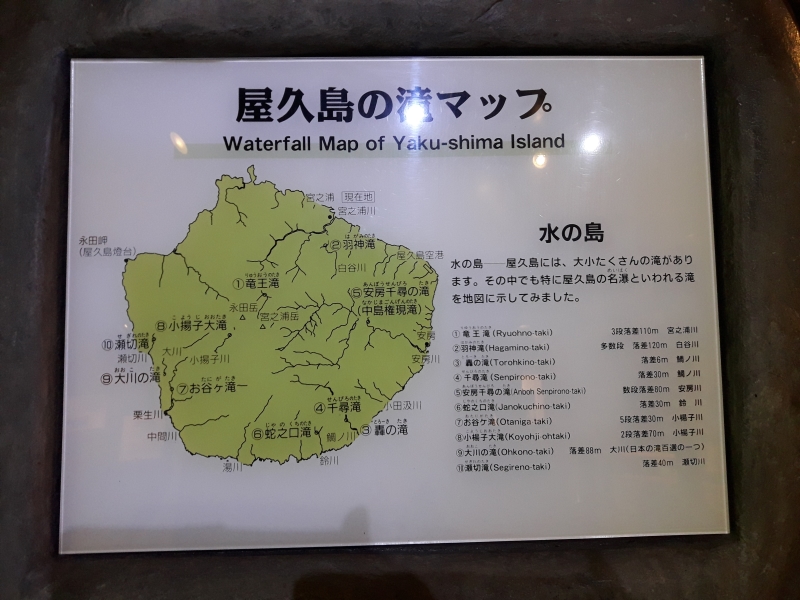 屋久島の滝マップ
Waterfall Map of Yaku-shima Island
宮之浦 現在地
宮之浦川
永田岬
(屋久島燈台)
②羽神滝
白谷川
屋久島空港
①竜王滝
⑤安房千尋の滝
(中島権現滝)
永田岳
宮之浦岳
⑧小揚子大滝
安房
安房川
⑩瀬切滝
瀬切川
大川
小揚子川
⑨大川の滝
⑦お谷ヶ滝
栗生川
④千尋滝
小田汲川
中間川
⑥蛇之口滝
鯛ノ川
③轟の滝
湯川
鈴川
水の島
水の島——屋久島には、大小たくさんの滝があり
ます。その中でも特に屋久島の名瀑といわれる滝
を地図に示してみました。
①竜王滝(Ryuohno-taki) 3段落差110m 宮之浦川
②羽神滝(Hagamino-taki) 多数段 落差120m 白谷川
③轟の滝(Torohkino-taki) 落差6m 鯛ノ川
④千尋滝(Senpirono-taki) 落差30m 鯛ノ川
⑤安房千尋の滝(Anboh Senpirono-taki) 数段落差80m 安房川
⑥蛇之口滝(Janokuchino-taki) 落差30m 鈴川
⑦お谷ケ滝(Otaniga taki) 5段落差30m 小揚子川
⑧小揚子大滝(Koyohji-ohtaki) 2段落差70m 小揚子川
⑨大川の滝(Ohkono-taki) 落差88m 大川(日本の滝百選の一つ)
⑩瀬切滝(Segireno-taki) 落差40m 瀬切川